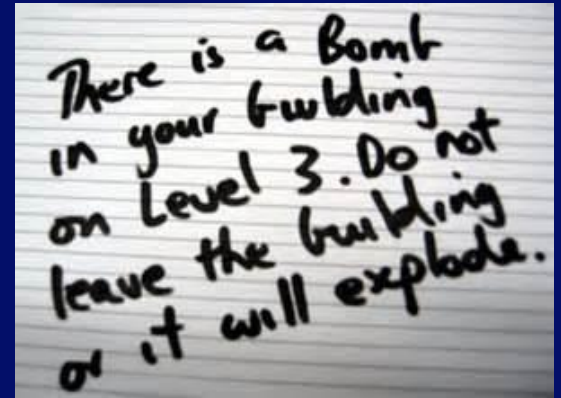 There is a Bomb
in your building
on Level 3. Do not
leave the building
or it will explode.